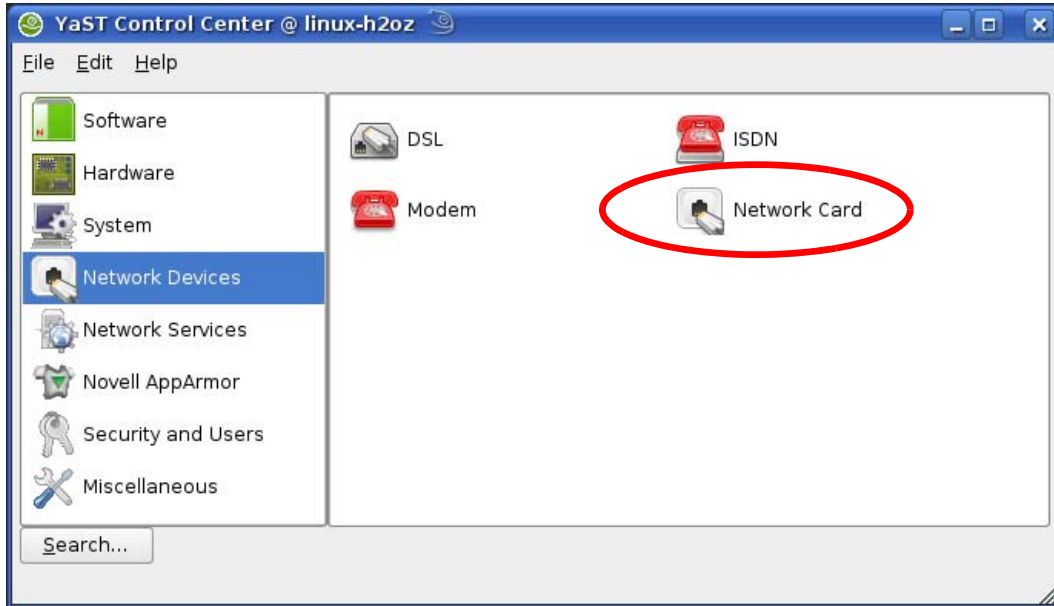 YaST Control Center @ linux-h2oz
File Edit Help
Software
Hardware
System
Network Devices
Network Services
Novell AppArmor
Security and Users
Miscellaneous
DSL
ISDN
Modem
Network Card
Search...